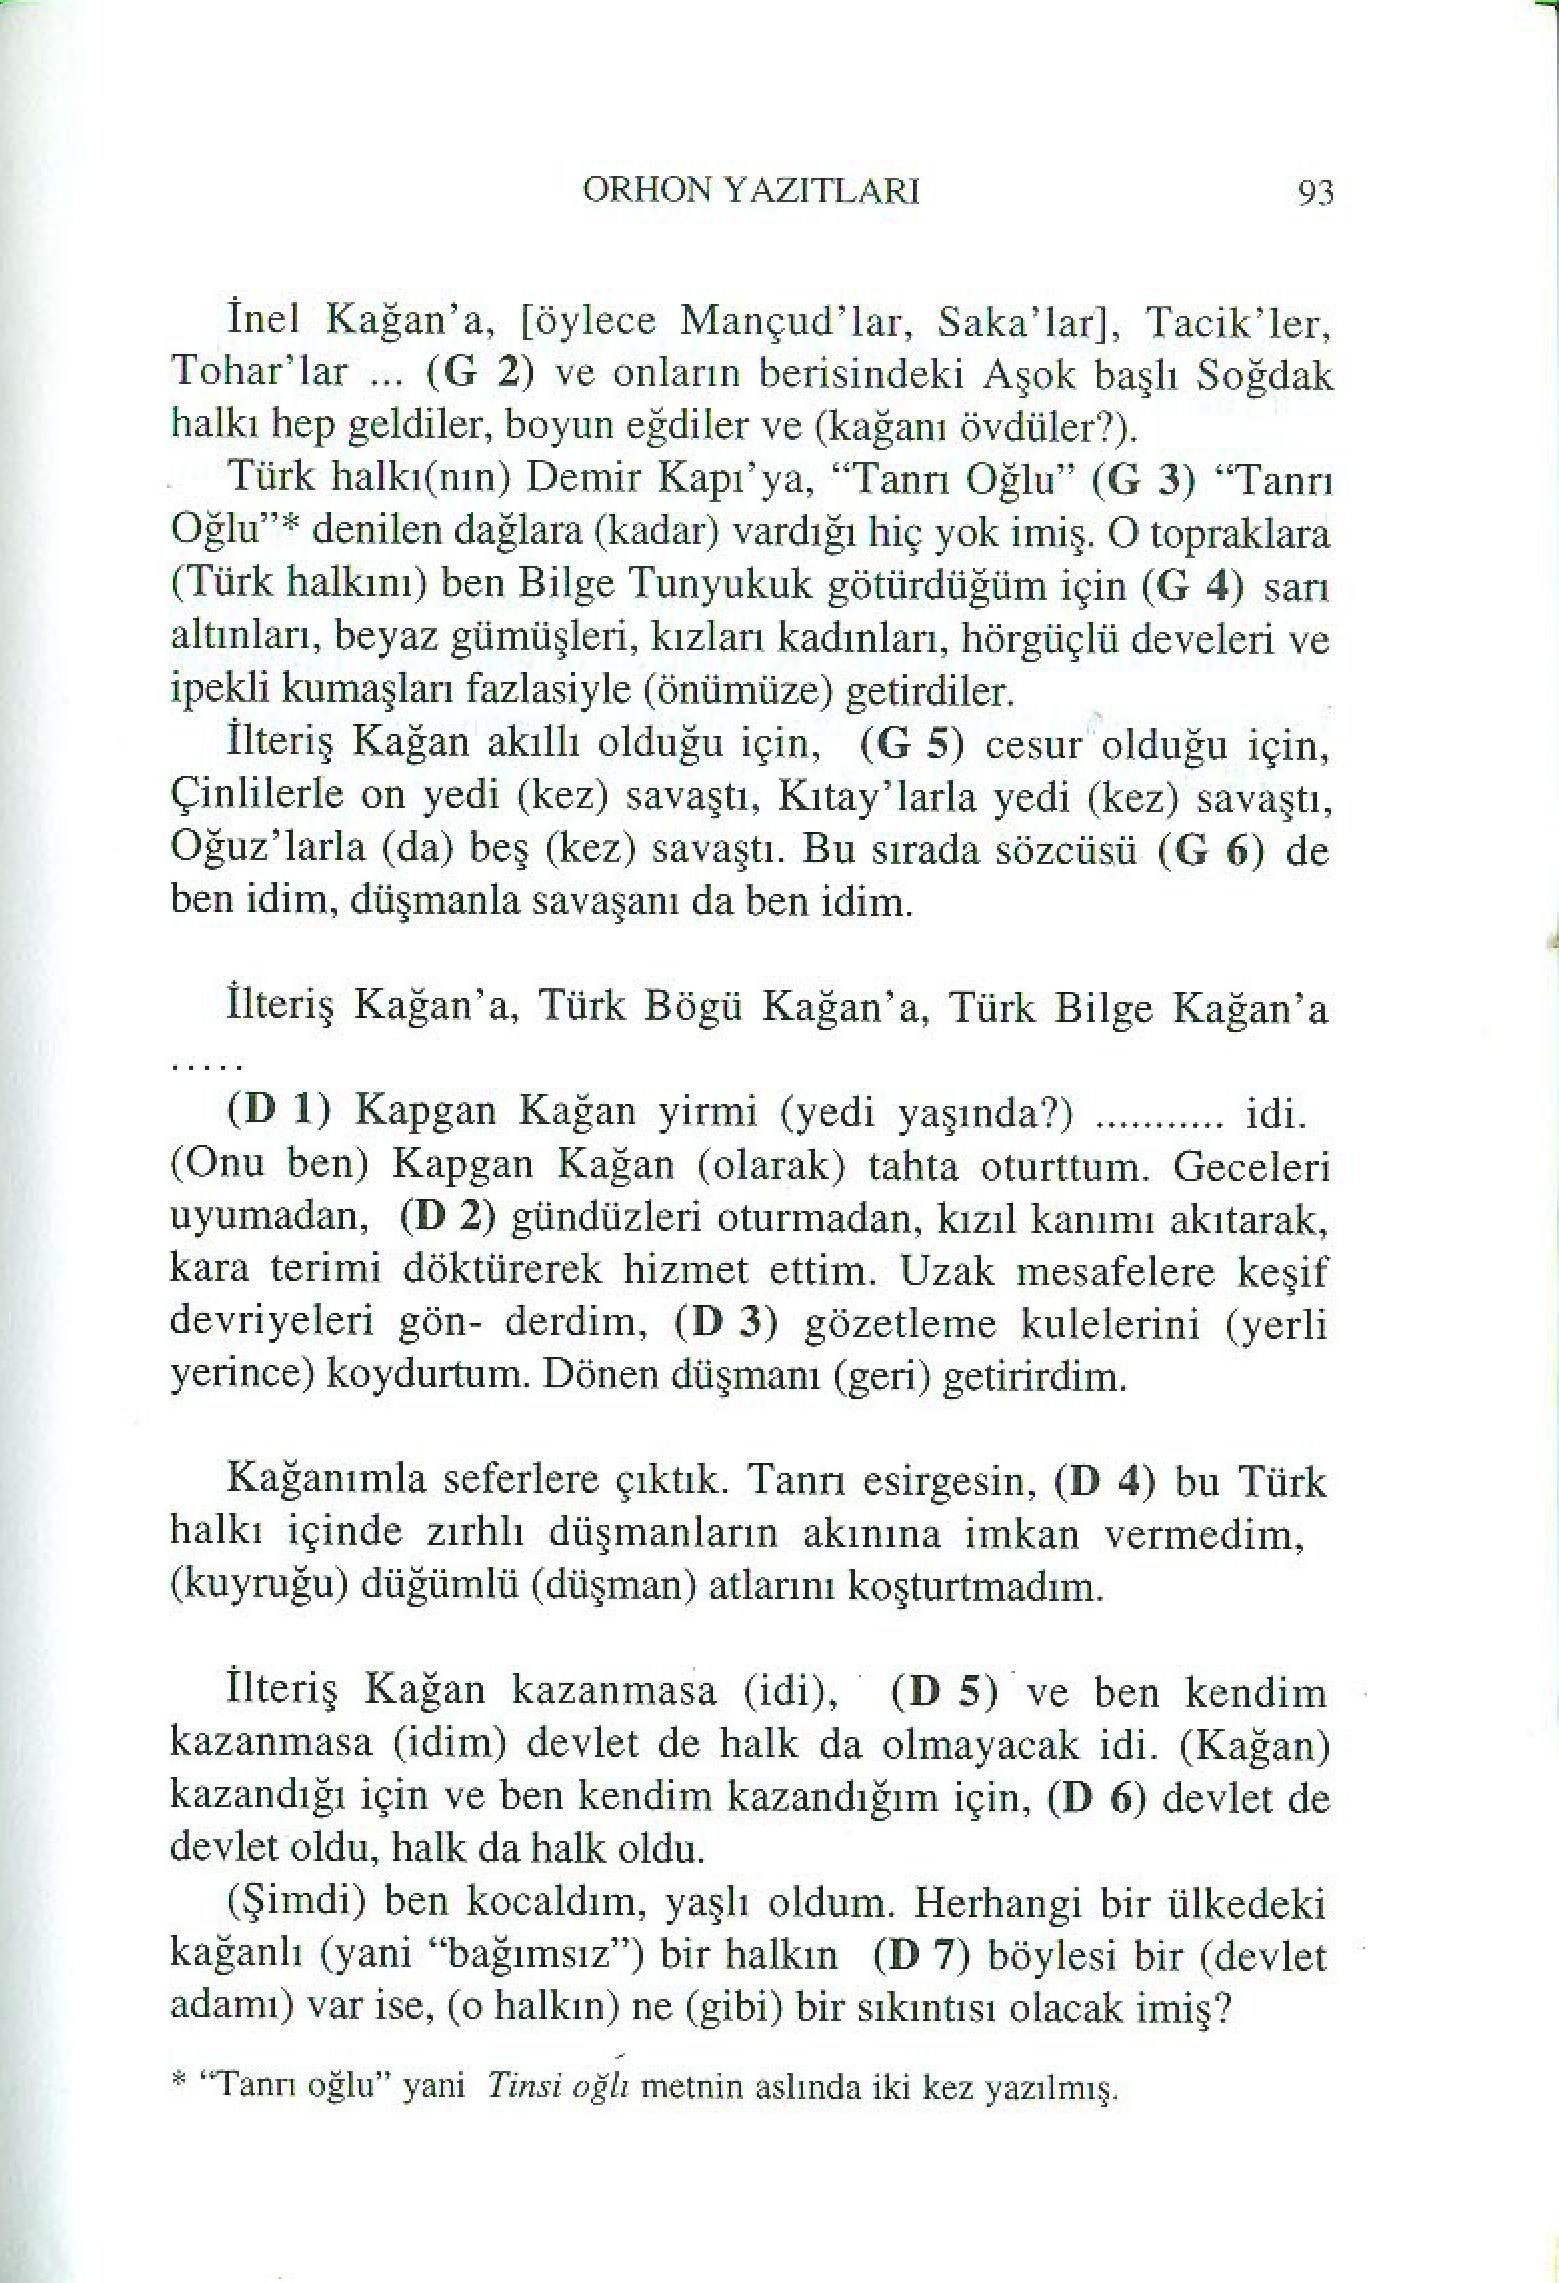 ORHON YAZITLARI 93
İnel Kağan’a, [öylece Mançud’lar, Saka’lar], Tacik’ler,
Tohar’lar ... (G 2) ve onların berisindeki Aşok başlı Soğdak
halkı hep geldiler, boyun eğdiler ve (kağanı övdüler?).
Türk halkı(nın) Demir Kapı’ya, “Tanrı Oğlu” (G 3) “Tanrı
Oğlu”* denilen dağlara (kadar) vardığı hiç yok imiş. O topraklara
(Türk halkını) ben Bilge Tunyukuk götürdüğüm için (G 4) sarı
altınları, beyaz gümüşleri, kızları kadınları, hörgüçlü develeri ve
ipekli kumaşları fazlasiyle (önümüze) getirdiler.
İlteriş Kağan akıllı olduğu için, (G 5) cesur olduğu için,
Çinlilerle on yedi (kez) savaştı, Kıtay’larla yedi (kez) savaştı,
Oğuz’larla (da) beş (kez) savaştı. Bu sırada sözcüsü (G 6) de
ben idim, düşmanla savaşanı da ben idim.
İlteriş Kağan’a, Türk Bögü Kağan’a, Türk Bilge Kağan’a
.....
(D 1) Kapgan Kağan yirmi (yedi yaşında?) ........... idi.
(Onu ben) Kapgan Kağan (olarak) tahta oturttum. Geceleri
uyumadan, (D 2) gündüzleri oturmadan, kızıl kanımı akıtarak,
kara terimi döktürerek hizmet ettim. Uzak mesafelere keşif
devriyeleri gön- derdim, (D 3) gözetleme kulelerini (yerli
yerince) koydurtum. Dönen düşmanı (geri) getirirdim.
Kağanımla seferlere çıktık. Tanrı esirgesin, (D 4) bu Türk
halkı içinde zırhlı düşmanların akınına imkan vermedim,
(kuyruğu) düğümlü (düşman) atlarını koşturtmadım.
İlteriş Kağan kazanmasa (idi), (D 5) ve ben kendim
kazanmasa (idim) devlet de halk da olmayacak idi. (Kağan)
kazandığı için ve ben kendim kazandığım için, (D 6) devlet de
devlet oldu, halk da halk oldu.
(Şimdi) ben kocaldım, yaşlı oldum. Herhangi bir ülkedeki
kağanlı (yani “bağımsız”) bir halkın (D 7) böylesi bir (devlet
adamı) var ise, (o halkın) ne (gibi) bir sıkıntısı olacak imiş?
* “Tanrı oğlu” yani Tinsi oğlı metnin aslında iki kez yazılmış.